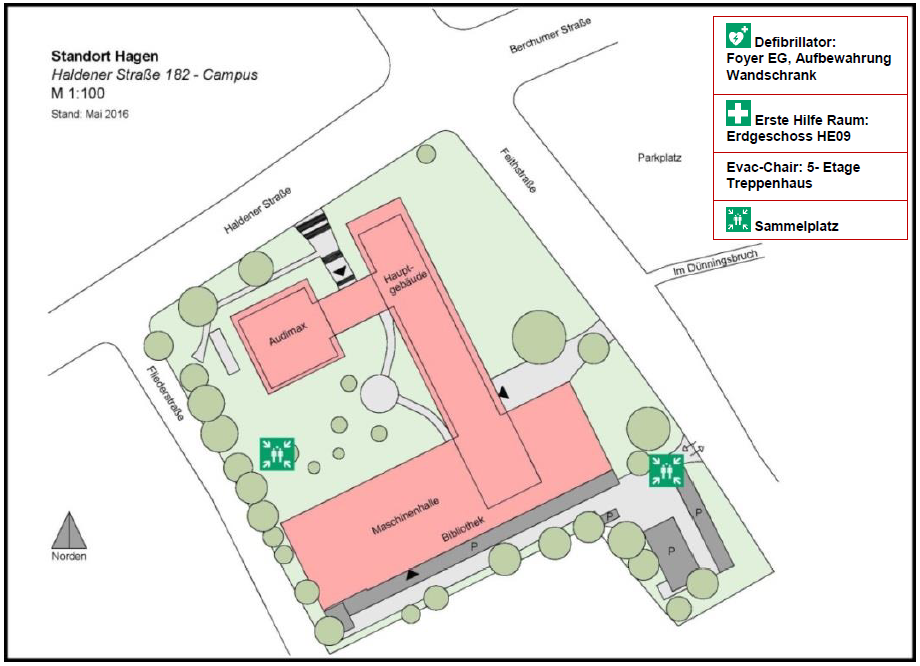 Standort Hagen
Haldener Straße 182 - Campus
M 1:100
Stand: Mai 2016
Berchumer Straße
Defibrillator:
Foyer EG, Aufbewahrung
Wandschrank
Erste Hilfe Raum:
Erdgeschoss HE09
Evac-Chair: 5- Etage
Treppenhaus
Sammelplatz
Parkplatz
Feithstraße
Haldener Straße
Im Dünningsbruch
Haupt-
gebäude
Audimax
Fliederstraße
Maschinenhalle
Bibliothek
P
P
P
P
Norden